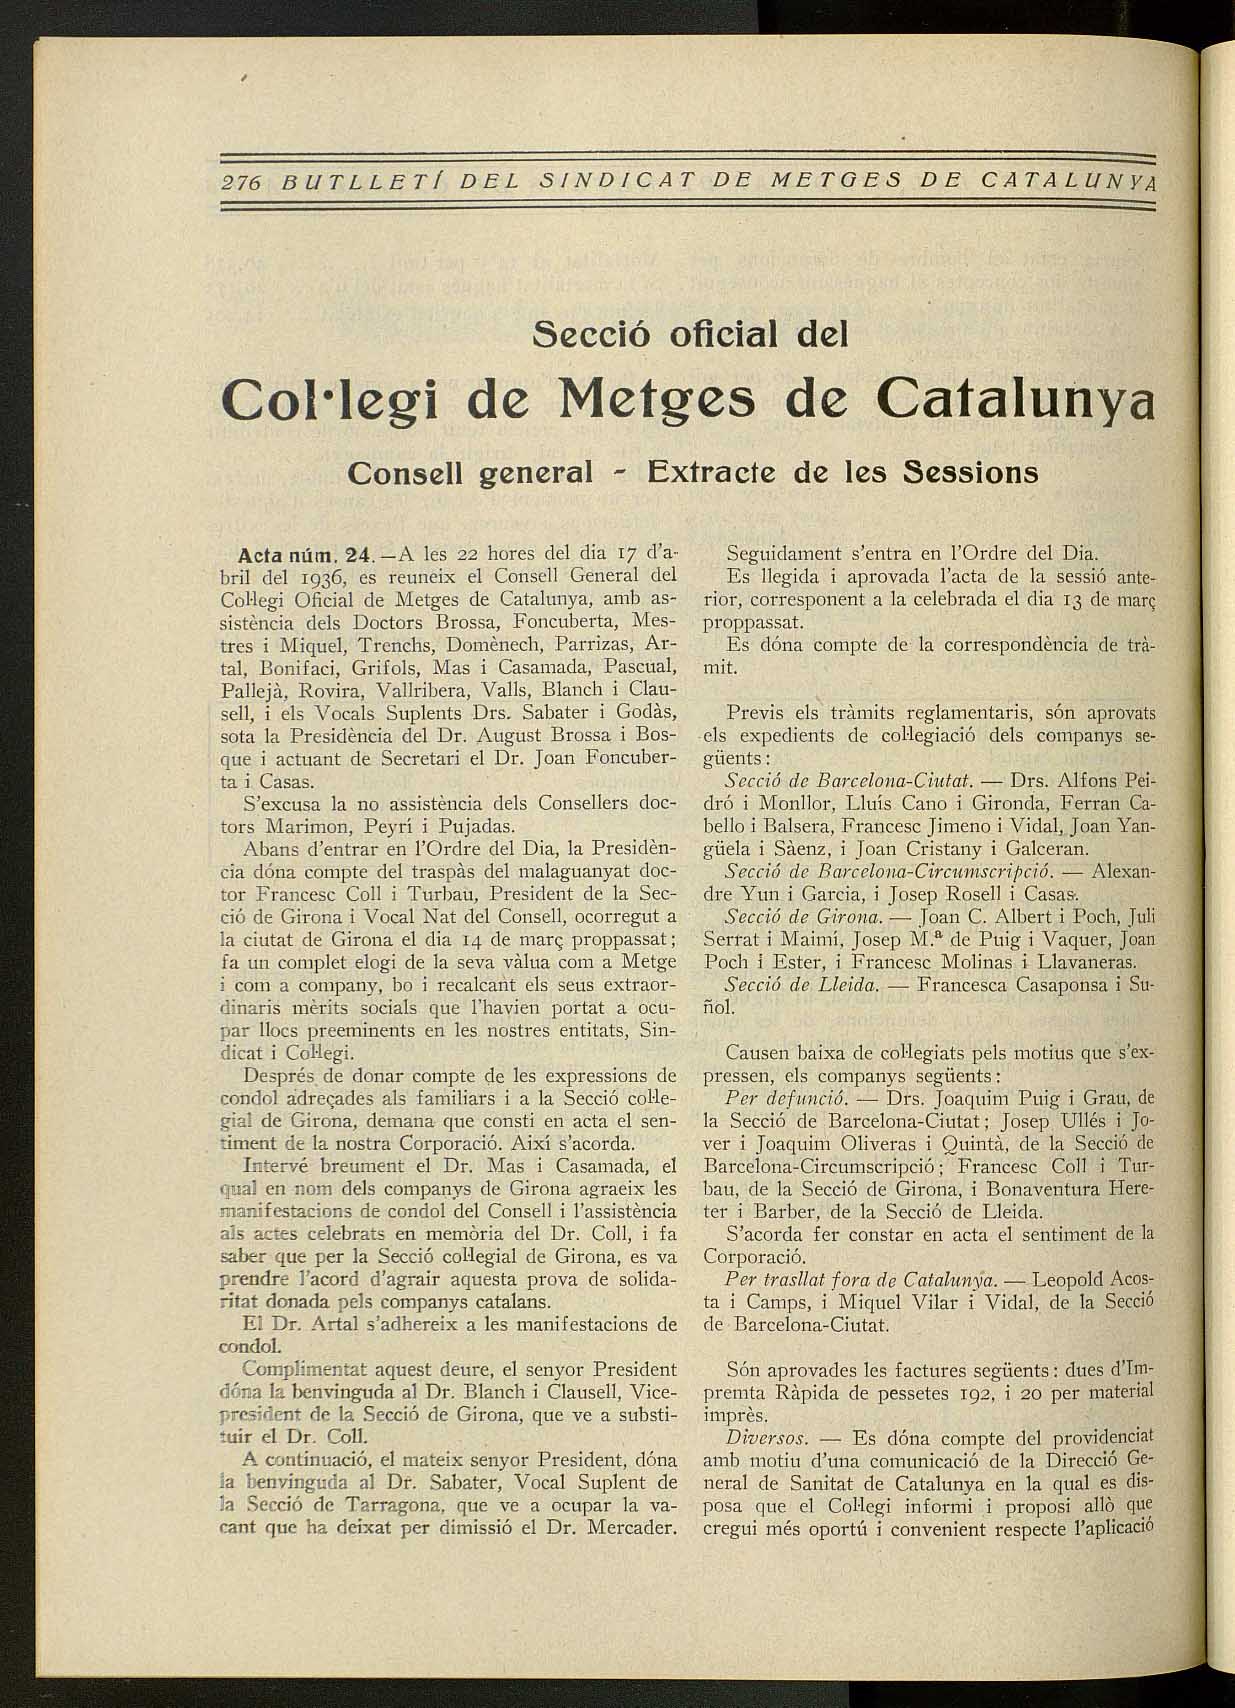 276 BUTLLETÍ DEL SINDICAT DE METGES DE CATALUNYA
Secció oficial del
Col·legi de Metges de Catalunya
Consell general - Extracte de les Sessions
Acta núm. 24. — A les 22 hores del dia 17 d'a-
bril del 1936, es reuneix el Consell General del
Col·legi Oficial de Metges de Catalunya, amb as-
sistència dels Doctors Brossa, Foncuberta, Mes-
tres i Miquel, Trenchs, Domènech, Parrizas, Ar-
tal, Bonifaci, Grifols, Mas i Casamada, Pascual,
Pallejà, Rovira, Vallribera, Valls, Blanch i Clau-
sell, i els Vocals Suplents Drs. Sabater i Godàs,
sota la Presidència del Dr. August Brossa i Bos-
que i actuant de Secretari el Dr. Joan Foncuber-
ta i Casas.
S'excusa la no assistència dels Consellers doc-
tors Marimon, Peyrí i Pujadas.
Abans d'entrar en l'Ordre del Dia, la Presidèn-
cia dóna compte del traspàs del malaguanyat doc-
tor Francesc Coll i Turbau, President de la Sec-
ció de Girona i Vocal Nat del Consell, ocorregut a
la ciutat de Girona el dia 14 de març proppassat;
fa un complet elogi de la seva vàlua com a Metge
i com a company, bo i recalcant els seus extraor-
dinaris mèrits socials que l'havien portat a ocu-
par llocs preeminents en les nostres entitats, Sin-
dicat i Col·legi.
Després de donar compte de les expressions de
condol adreçades als familiars i a la Secció col·le-
gial de Girona, demana que consti en acta el sen-
timent de la nostra Corporació. Així s'acorda.
Intervé breument el Dr. Mas i Casamada, el
qual en nom dels companys de Girona agraeix les
manifestacions de condol del Consell i l'assistència
als actes celebrats en memòria del Dr. Coll, i fa
saber que per la Secció col·legial de Girona, es va
prendre l'acord d'agrair aquesta prova de solida-
ritat donada pels companys catalans.
El Dr. Artal s'adhereix a les manifestacions de
condol.
Complimentat aquest deure, el senyor President
dóna la benvinguda al Dr. Blanch i Clausell, Vice-
president de la Secció de Girona, que ve a substi-
tuir el Dr. Coll.
A continuació, el mateix senyor President, dóna
la benvinguda al Dr. Sabater, Vocal Suplent de
la Secció de Tarragona, que ve a ocupar la va-
cant que ha deixat per dimissió el Dr. Mercader.
Seguidament s'entra en l'Ordre del Dia.
Es llegida i aprovada l'acta de la sessió ante-
rior, corresponent a la celebrada el dia 13 de març
proppassat.
Es dóna compte de la correspondència de trà-
mit.
Previs els tràmits reglamentaris, són aprovats
els expedients de col·legiació dels companys se-
güents:
Secció de Barcelona-Ciutat. — Drs. Alfons Pei-
dró i Monllor, Lluís Cano i Gironda, Ferran Ca-
bello i Balsera, Francesc Jimeno i Vidal, Joan Yan-
güela i Sàenz, i Joan Cristany i Galceran.
Secció de Barcelona-Circumscripció. — Alexan-
dre Yun i Garcia, i Josep Rosell i Casas.
Secció de Girona. — Joan C. Albert i Poch, Juli
Serrat i Maimí, Josep M.ª de Puig i Vaquer, Joan
Poch i Ester, i Francesc Molinas i Llavaneras.
Secció de Lleida. — Francesca Casaponsa i Su-
ñol.
Causen baixa de col·legiats pels motius que s'ex-
pressen, els companys següents:
Per defunció. — Drs. Joaquim Puig i Grau, de
la Secció de Barcelona-Ciutat; Josep Ullés i Jo-
ver i Joaquim Oliveras i Quintà, de la Secció de
Barcelona-Circumscripció; Francesc Coll i Tur-
bau, de la Secció de Girona, i Bonaventura Here-
ter i Barber, de la Secció de Lleida.
S'acorda fer constar en acta el sentiment de la
Corporació.
Per trasllat fora de Catalunya. — Leopold Acos-
ta i Camps, i Miquel Vilar i Vidal, de la Secció
de Barcelona-Ciutat.
Són aprovades les factures següents: dues d'Im-
premta Ràpida de pessetes 192, i 20 per material
imprès.
Diversos. — Es dóna compte del providenciat
amb motiu d'una comunicació de la Direcció Ge-
neral de Sanitat de Catalunya en la qual es dis-
posa que el Col·legi informi i proposi allò que
cregui més oportú i convenient respecte l'aplicació